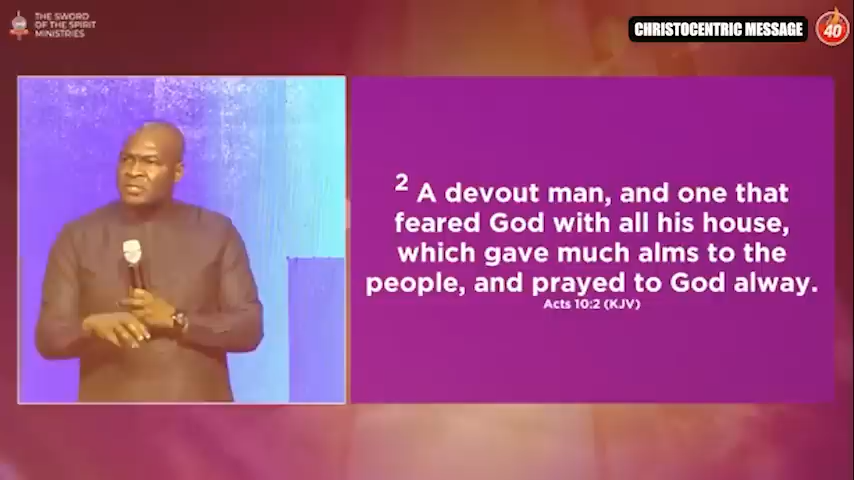 THE SWORD
OF THE SPIRIT
MINISTRIES
CHRISTOCENTRIC MESSAGE
40
2 A devout man, and one that
feared God with all his house,
which gave much alms to the
people, and prayed to God alway.
Acts 10:2 (KJV)